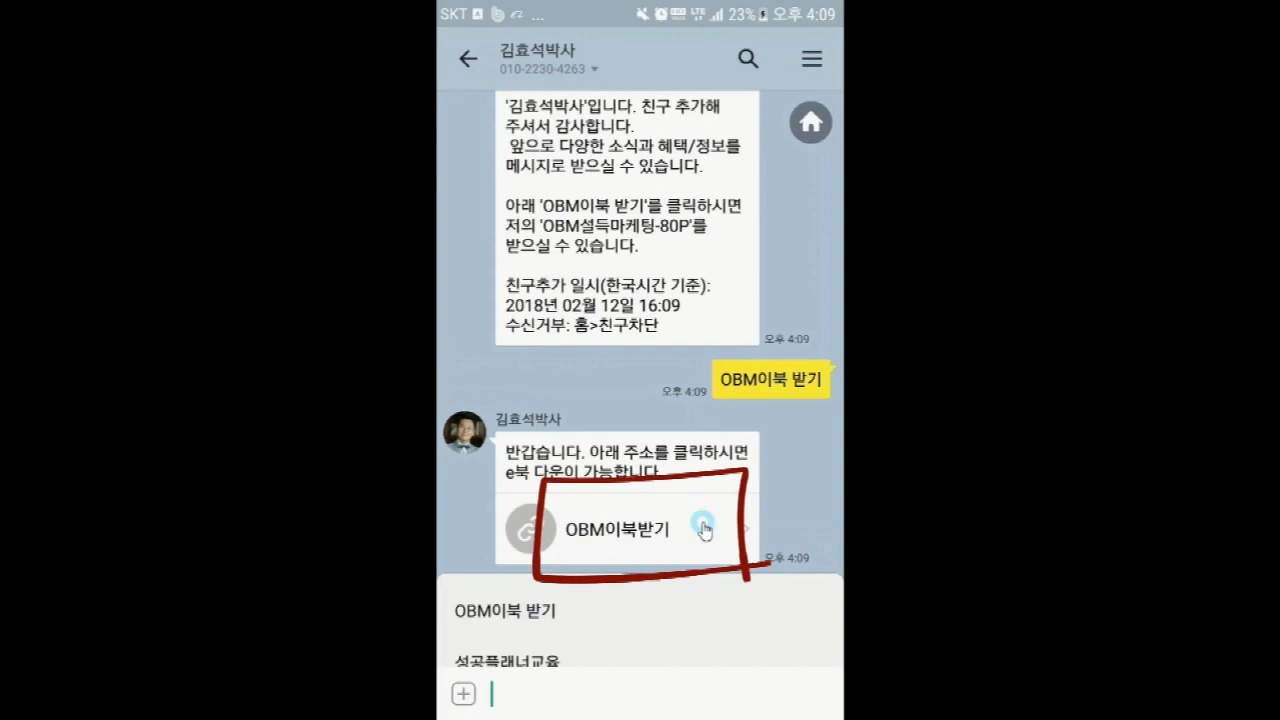 SKT ... LTE 23% 오후 4:09
김효석박사
010-2230-4263
'김효석박사'입니다. 친구 추가해
주셔서 감사합니다.
앞으로 다양한 소식과 혜택/정보를
메시지로 받으실 수 있습니다.
아래 'OBM이북 받기'를 클릭하시면
저의 'OBM설득마케팅-80P'를
받으실 수 있습니다.
친구추가 일시(한국시간 기준):
2018년 02월 12일 16:09
수신거부: 홈>친구차단
오후 4:09
OBM이북 받기
오후 4:09
김효석박사
반갑습니다. 아래 주소를 클릭하시면
e북 다운이 가능합니다
OBM이북받기
오후 4:09
OBM이북 받기
성공플래너교육